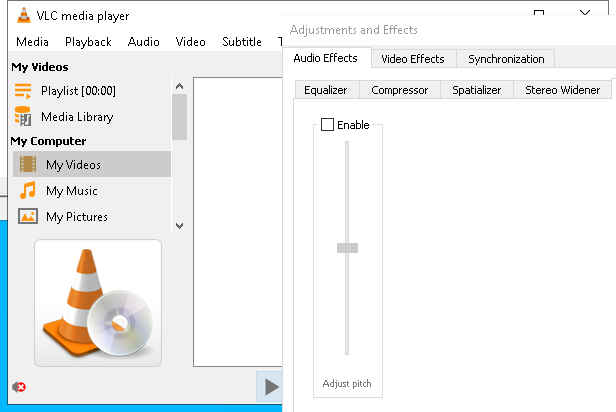 VLC media player
Media Playback Audio Video Subtitle
My Videos
Playlist [00:00]
Media Library
My Computer
My Videos
My Music
My Pictures
Adjustments and Effects
Audio Effects Video Effects Synchronization
Equalizer Compressor Spatializer Stereo Widener
Enable
Adjust pitch